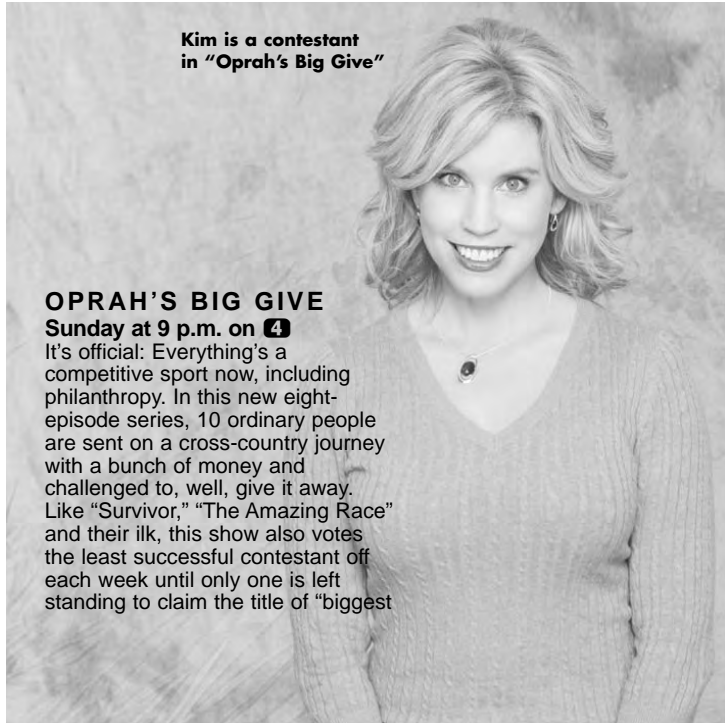 Kim is a contestant
in “Oprah’s Big Give”
OPRAH’S BIG GIVE
Sunday at 9 p.m. on 4
It’s official: Everything’s a
competitive sport now, including
philanthropy. In this new eight-
episode series, 10 ordinary people
are sent on a cross-country journey
with a bunch of money and
challenged to, well, give it away.
Like “Survivor,” “The Amazing Race”
and their ilk, this show also votes
the least successful contestant off
each week until only one is left
standing to claim the title of “biggest